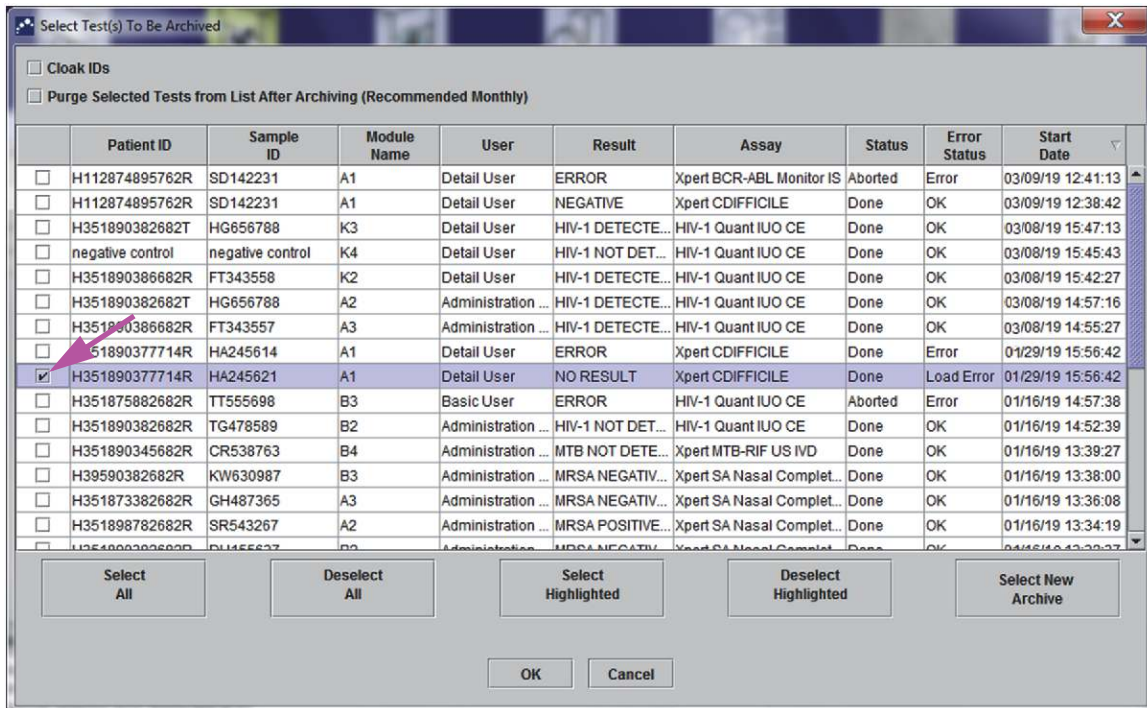 Select Test(s) To Be Archived
Cloak IDs
Purge Selected Tests from List After Archiving (Recommended Monthly)
Patient ID Sample ID Module Name User Result Assay Status Error Status Start Date
H112874895762R SD142231 A1 Detail User ERROR Xpert BCR-ABL Monitor IS Aborted Error 03/09/19 12:41:13
H112874895762R SD142231 A1 Detail User NEGATIVE Xpert CDIFFICILE Done OK 03/09/19 12:38:42
H351890382682T HG656788 K3 Detail User HIV-1 DETECTE... HIV-1 Quant IUO CE Done OK 03/08/19 15:47:13
negative control negative control K4 Detail User HIV-1 NOT DET... HIV-1 Quant IUO CE Done OK 03/08/19 15:45:43
H351890386682R FT343558 K2 Detail User HIV-1 DETECTE... HIV-1 Quant IUO CE Done OK 03/08/19 15:42:27
H351890382682T HG656788 A2 Administration ... HIV-1 DETECTE... HIV-1 Quant IUO CE Done OK 03/08/19 14:57:16
H351890386682R FT343557 A3 Administration ... HIV-1 DETECTE... HIV-1 Quant IUO CE Done OK 03/08/19 14:55:27
51890377714R HA245614 A1 Detail User ERROR Xpert CDIFFICILE Done Error 01/29/19 15:56:42
H351890377714R HA245621 A1 Detail User NO RESULT Xpert CDIFFICILE Done Load Error 01/29/19 15:56:42
H351875882682R TT555698 B3 Basic User ERROR HIV-1 Quant IUO CE Aborted Error 01/16/19 14:57:38
H351890382682R TG478589 B2 Administration ... HIV-1 NOT DET... HIV-1 Quant IUO CE Done OK 01/16/19 14:52:39
H351890345682R CR538763 B4 Administration ... MTB NOT DETE... Xpert MTB-RIF US IVD Done OK 01/16/19 13:39:27
H39590382682R KW630987 B3 Administration ... MRSA NEGATIV... Xpert SA Nasal Complet... Done OK 01/16/19 13:38:00
H351873382682R GH487365 A3 Administration ... MRSA NEGATIV... Xpert SA Nasal Complet... Done OK 01/16/19 13:36:08
H351898782682R SR543267 A2 Administration ... MRSA POSITIVE... Xpert SA Nasal Complet... Done OK 01/16/19 13:34:19
Select All Deselect All Select Highlighted Deselect Highlighted Select New Archive
OK Cancel